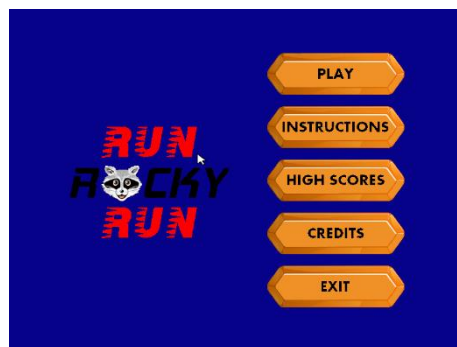 RUN
ROCKY
RUN
PLAY
INSTRUCTIONS
HIGH SCORES
CREDITS
EXIT